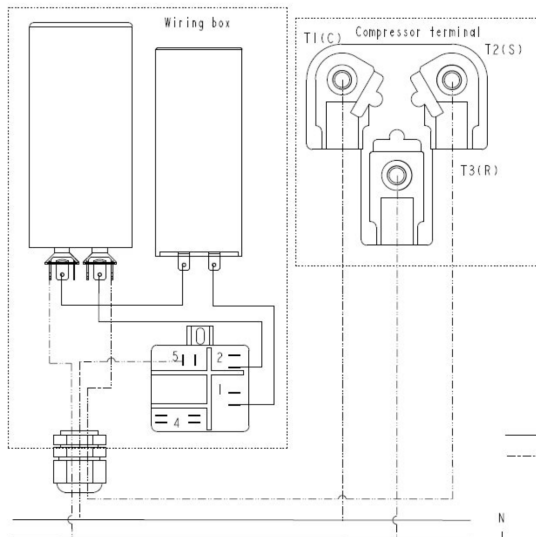 Wiring box
Compressor terminal
T1(C)
T2(S)
T3(R)
5
2
1
4
N